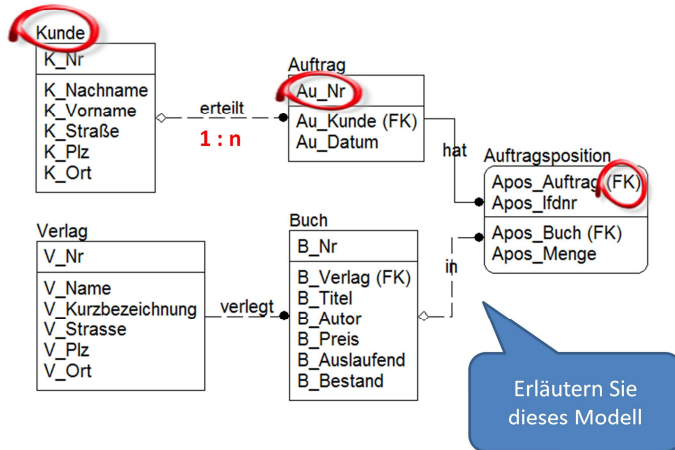 Kunde
K_Nr
K_Nachname
K_Vorname
K_Straße
K_Plz
K_Ort
erteilt
1 : n
Auftrag
Au_Nr
Au_Kunde (FK)
Au_Datum
hat
Auftragsposition
Apos_Auftrag (FK)
Apos_lfdnr
Apos_Buch (FK)
Apos_Menge
Verlag
V_Nr
V_Name
V_Kurzbezeichnung
V_Strasse
V_Plz
V_Ort
verlegt
Buch
B_Nr
B_Verlag (FK)
B_Titel
B_Autor
B_Preis
B_Auslaufend
B_Bestand
in
Erläutern Sie
dieses Modell